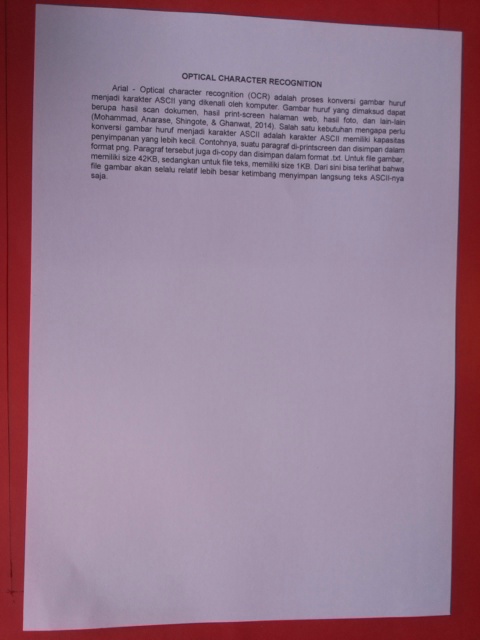 OPTICAL CHARACTER RECOGNITION
Arial - Optical character recognition (OCR) adalah proses konversi gambar huruf
menjadi karakter ASCII yang dikenali oleh komputer. Gambar huruf yang dimaksud dapat
berupa hasil scan dokumen, hasil print-screen halaman web, hasil foto, dan lain-lain
(Mohammad, Anarase, Shingote, & Ghanwat, 2014). Salah satu kebutuhan mengapa perlu
konversi gambar huruf menjadi karakter ASCII adalah karakter ASCII memiliki kapasitas
penyimpanan yang lebih kecil. Contohnya, suatu paragraf di-printscreen dan disimpan dalam
format png. Paragraf tersebut juga di-copy dan disimpan dalam format .txt. Untuk file gambar,
memiliki size 42KB, sedangkan untuk file teks, memiliki size 1KB. Dari sini bisa terlihat bahwa
file gambar akan selalu relatif lebih besar ketimbang menyimpan langsung teks ASCII-nya
saja.